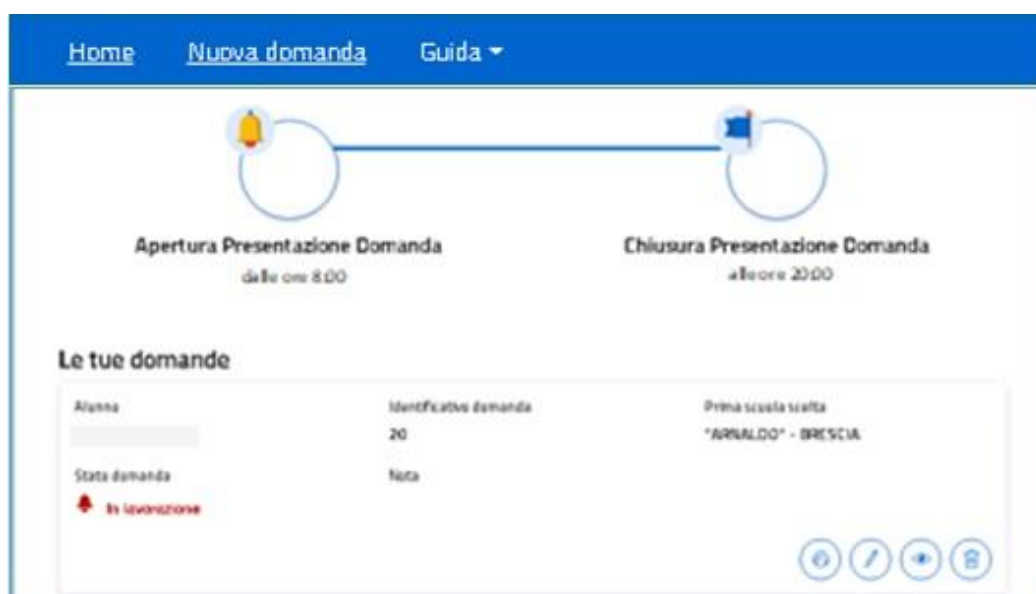 Home Nuova domanda Guida
Apertura Presentazione Domanda Chiusura Presentazione Domanda
dalle ore 8:00 alle ore 20:00
Le tue domande
Alunno Identificativo domanda Prima scuola scelta
20 "ARNALDO" - BRESCIA
Stato domanda Nota
In lavorazione